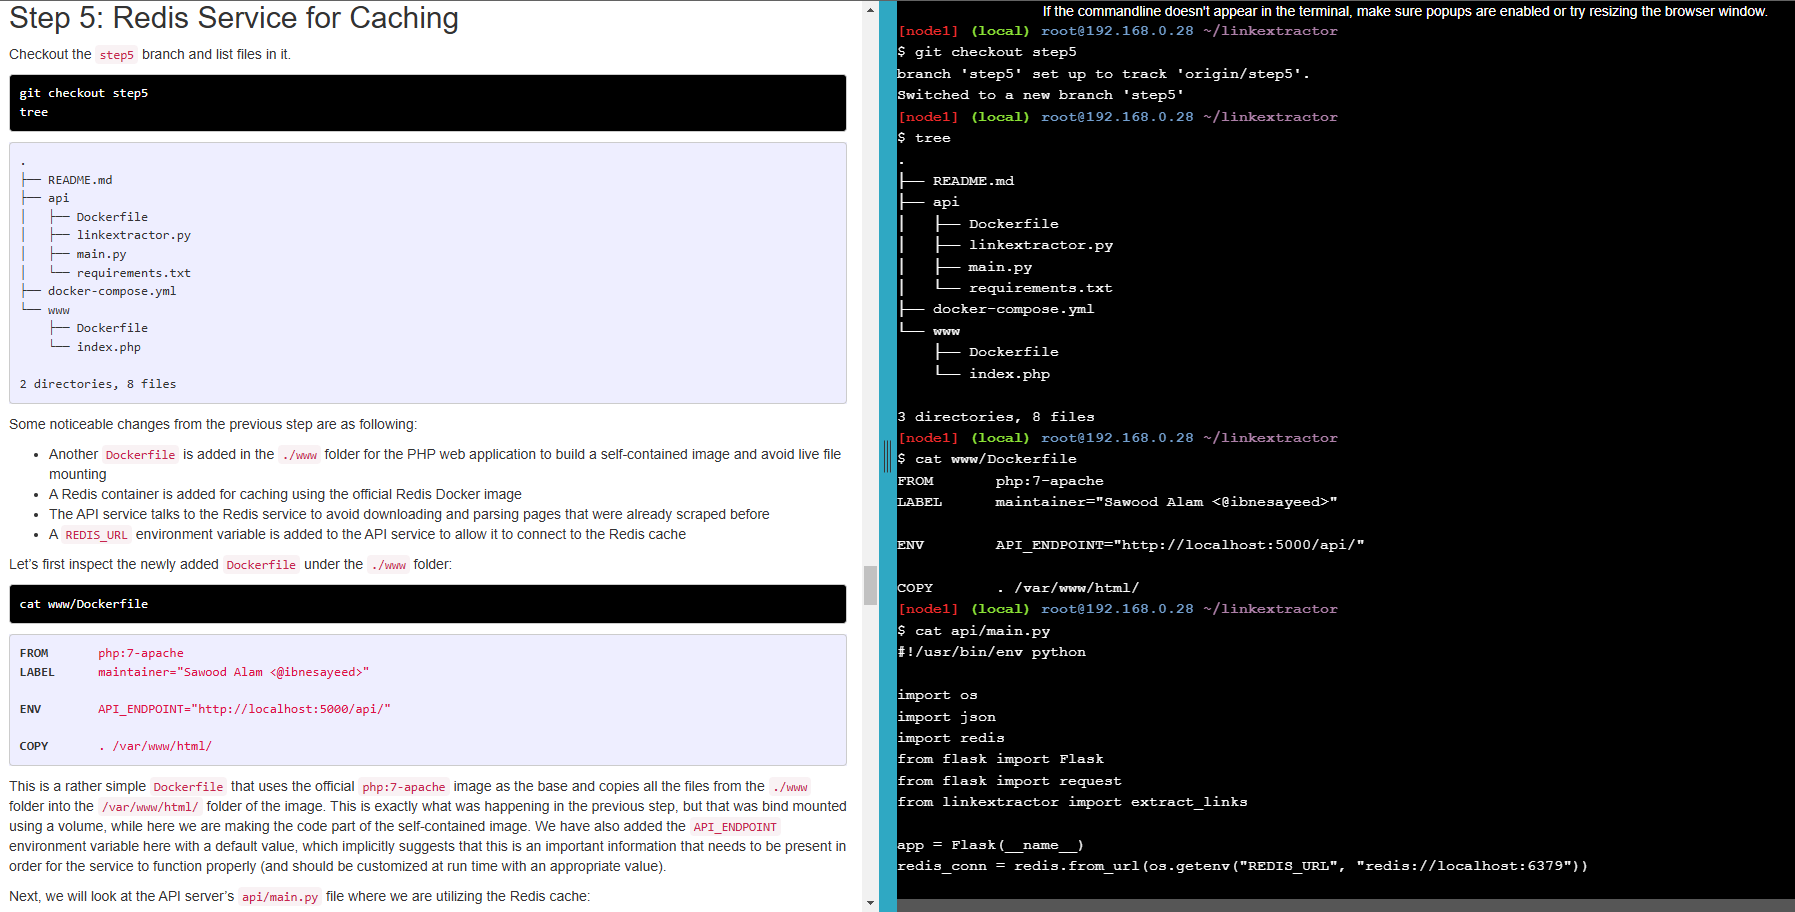 Step 5: Redis Service for Caching
Checkout the step5 branch and list files in it.
git checkout step5
tree
.
├── README.md
├── api
│   ├── Dockerfile
│   ├── linkextractor.py
│   ├── main.py
│   └── requirements.txt
├── docker-compose.yml
└── www
    ├── Dockerfile
    └── index.php
2 directories, 8 files
Some noticeable changes from the previous step are as following:
• Another Dockerfile is added in the ./www folder for the PHP web application to build a self-contained image and avoid live file
mounting
• A Redis container is added for caching using the official Redis Docker image
• The API service talks to the Redis service to avoid downloading and parsing pages that were already scraped before
• A REDIS_URL environment variable is added to the API service to allow it to connect to the Redis cache
Let's first inspect the newly added Dockerfile under the ./www folder:
cat www/Dockerfile
FROM       php:7-apache
LABEL      maintainer="Sawood Alam <@ibnesayeed>"
ENV        API_ENDPOINT="http://localhost:5000/api/"
COPY       . /var/www/html/
This is a rather simple Dockerfile that uses the official php:7-apache image as the base and copies all the files from the ./www
folder into the /var/www/html/ folder of the image. This is exactly what was happening in the previous step, but that was bind mounted
using a volume, while here we are making the code part of the self-contained image. We have also added the API_ENDPOINT
environment variable here with a default value, which implicitly suggests that this is an important information that needs to be present in
order for the service to function properly (and should be customized at run time with an appropriate value).
Next, we will look at the API server's api/main.py file where we are utilizing the Redis cache:
If the commandline doesn't appear in the terminal, make sure popups are enabled or try resizing the browser window.
[node1] (local) root@192.168.0.28 ~/linkextractor
$ git checkout step5
branch 'step5' set up to track 'origin/step5'.
Switched to a new branch 'step5'
[node1] (local) root@192.168.0.28 ~/linkextractor
$ tree
.
├── README.md
├── api
│   ├── Dockerfile
│   ├── linkextractor.py
│   ├── main.py
│   └── requirements.txt
├── docker-compose.yml
└── www
    ├── Dockerfile
    └── index.php
3 directories, 8 files
[node1] (local) root@192.168.0.28 ~/linkextractor
$ cat www/Dockerfile
FROM       php:7-apache
LABEL      maintainer="Sawood Alam <@ibnesayeed>"
ENV        API_ENDPOINT="http://localhost:5000/api/"
COPY       . /var/www/html/
[node1] (local) root@192.168.0.28 ~/linkextractor
$ cat api/main.py
#!/usr/bin/env python
import os
import json
import redis
from flask import Flask
from flask import request
from linkextractor import extract_links
app = Flask(__name__)
redis_conn = redis.from_url(os.getenv("REDIS_URL", "redis://localhost:6379"))